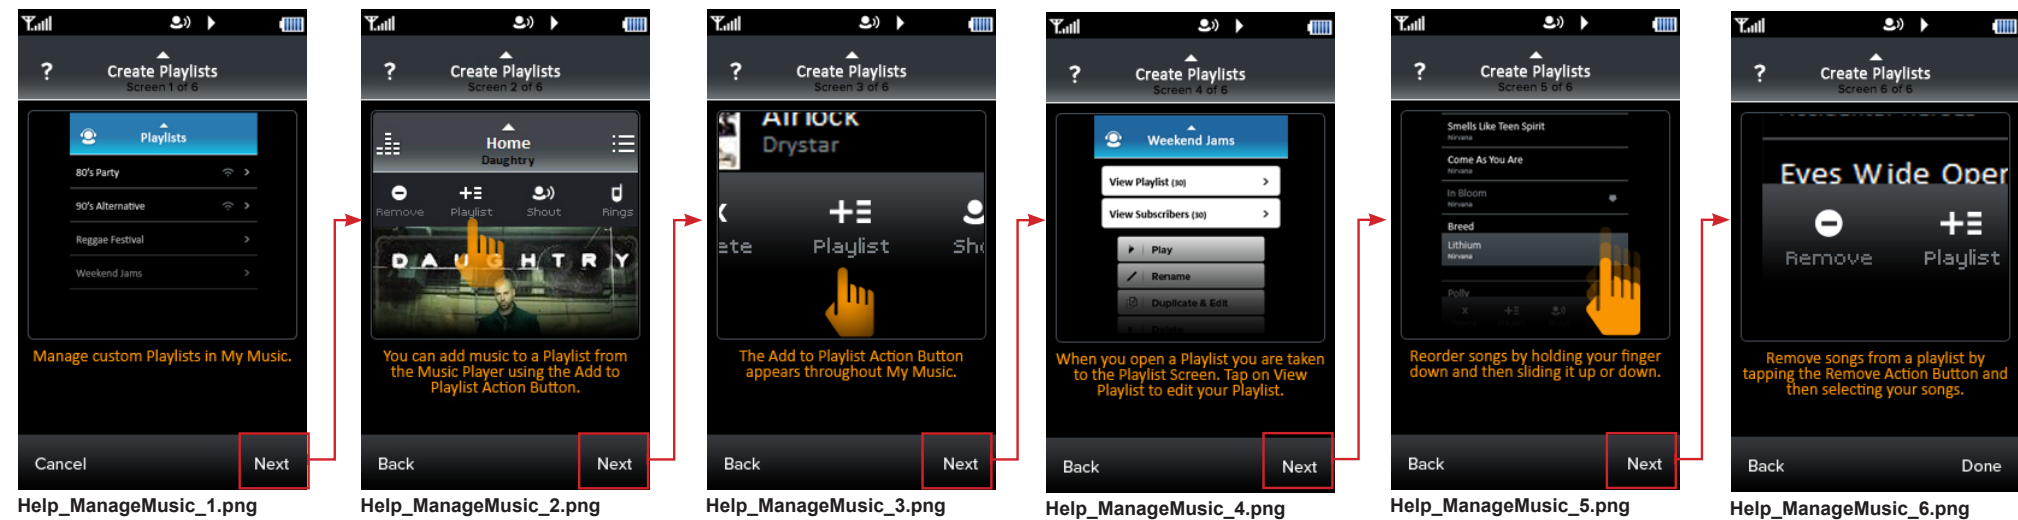 Create Playlists
Screen 1 of 6
Playlists
80's Party
90's Alternative
Reggae Festival
Weekend Jams
Manage custom Playlists in My Music.
Cancel
Next
Help_ManageMusic_1.png
Create Playlists
Screen 2 of 6
Home
Daughtry
Remove
Playlist
Shout
Rings
DAUGHTRY
You can add music to a Playlist from
the Music Player using the Add to
Playlist Action Button.
Back
Next
Help_ManageMusic_2.png
Create Playlists
Screen 3 of 6
Airlock
Drystar
ete
Playlist
Sho
The Add to Playlist Action Button
appears throughout My Music.
Back
Next
Help_ManageMusic_3.png
Create Playlists
Screen 4 of 6
Weekend Jams
View Playlist (30)
View Subscribers (30)
Play
Rename
Duplicate & Edit
Delete
When you open a Playlist you are taken
to the Playlist Screen. Tap on View
Playlist to edit your Playlist.
Back
Next
Help_ManageMusic_4.png
Create Playlists
Screen 5 of 6
Smells Like Teen Spirit
Nirvana
Come As You Are
Nirvana
In Bloom
Nirvana
Breed
Lithium
Nirvana
Polly
Reorder songs by holding your finger
down and then sliding it up or down.
Back
Next
Help_ManageMusic_5.png
Create Playlists
Screen 6 of 6
Eyes Wide Open
Remove
Playlist
Remove songs from a playlist by
tapping the Remove Action Button and
then selecting your songs.
Back
Done
Help_ManageMusic_6.png